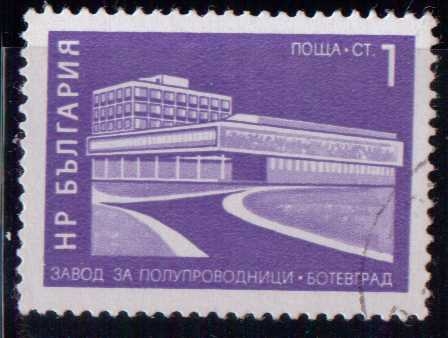 ПОЩА·СТ. 1
НР БЪЛГАРИЯ
ЗАВОД ЗА ПОЛУПРОВОДНИЦИ·БОТЕВГРАД